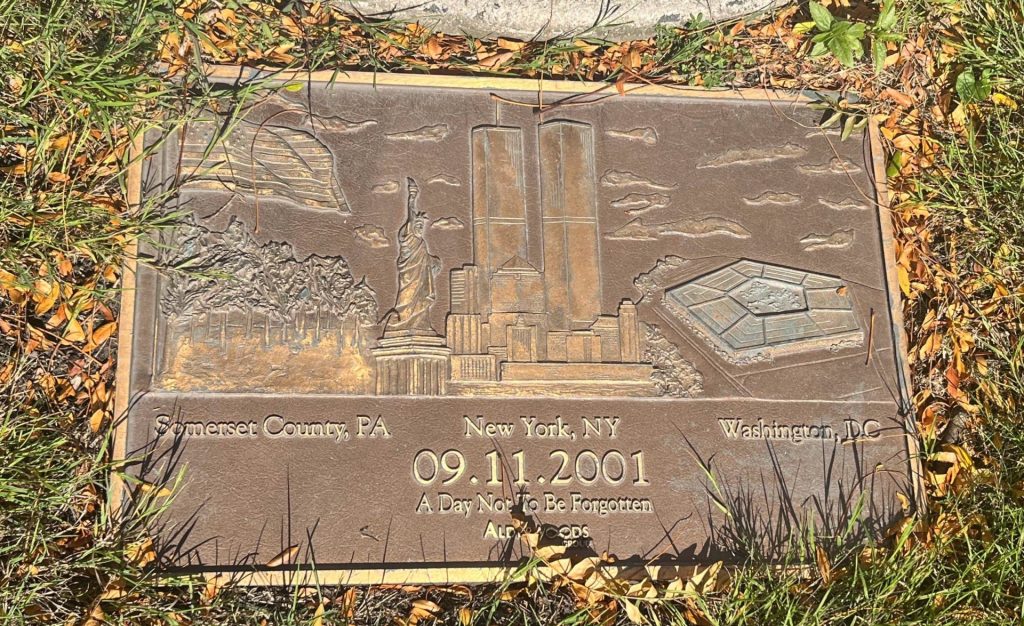 Somerset County, PA New York, NY Washington, DC
09.11.2001
A Day Not To Be Forgotten